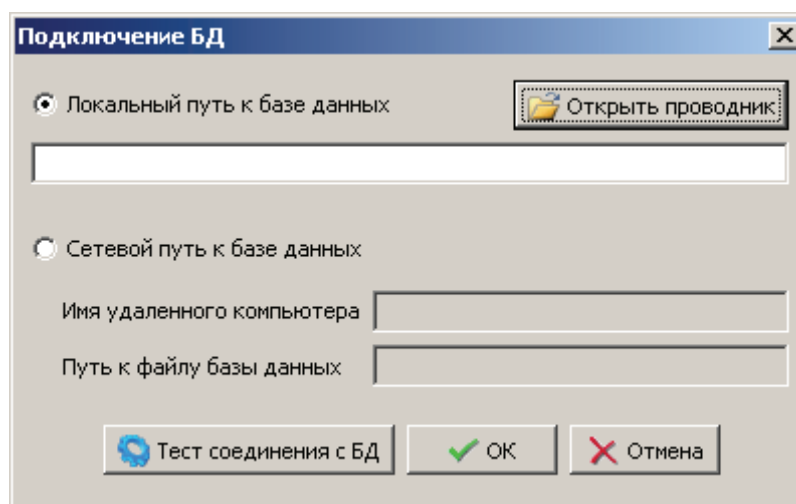 Подключение БД
Локальный путь к базе данных
Открыть проводник
Сетевой путь к базе данных
Имя удаленного компьютера
Путь к файлу базы данных
Тест соединения с БД
ОК
Отмена